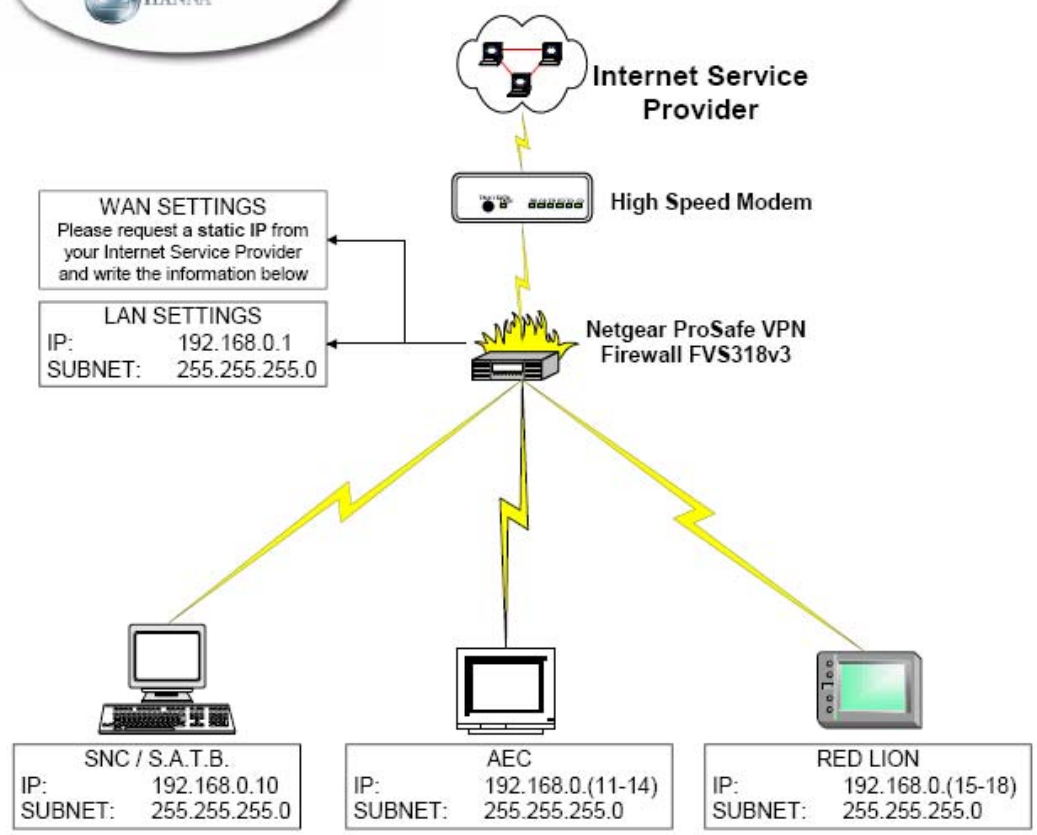 HANNA
Internet Service
Provider
High Speed Modem
WAN SETTINGS
Please request a static IP from
your Internet Service Provider
and write the information below
LAN SETTINGS
IP: 192.168.0.1
SUBNET: 255.255.255.0
Netgear ProSafe VPN
Firewall FVS318v3
SNC / S.A.T.B.
IP: 192.168.0.10
SUBNET: 255.255.255.0
AEC
IP: 192.168.0.(11-14)
SUBNET: 255.255.255.0
RED LION
IP: 192.168.0.(15-18)
SUBNET: 255.255.255.0